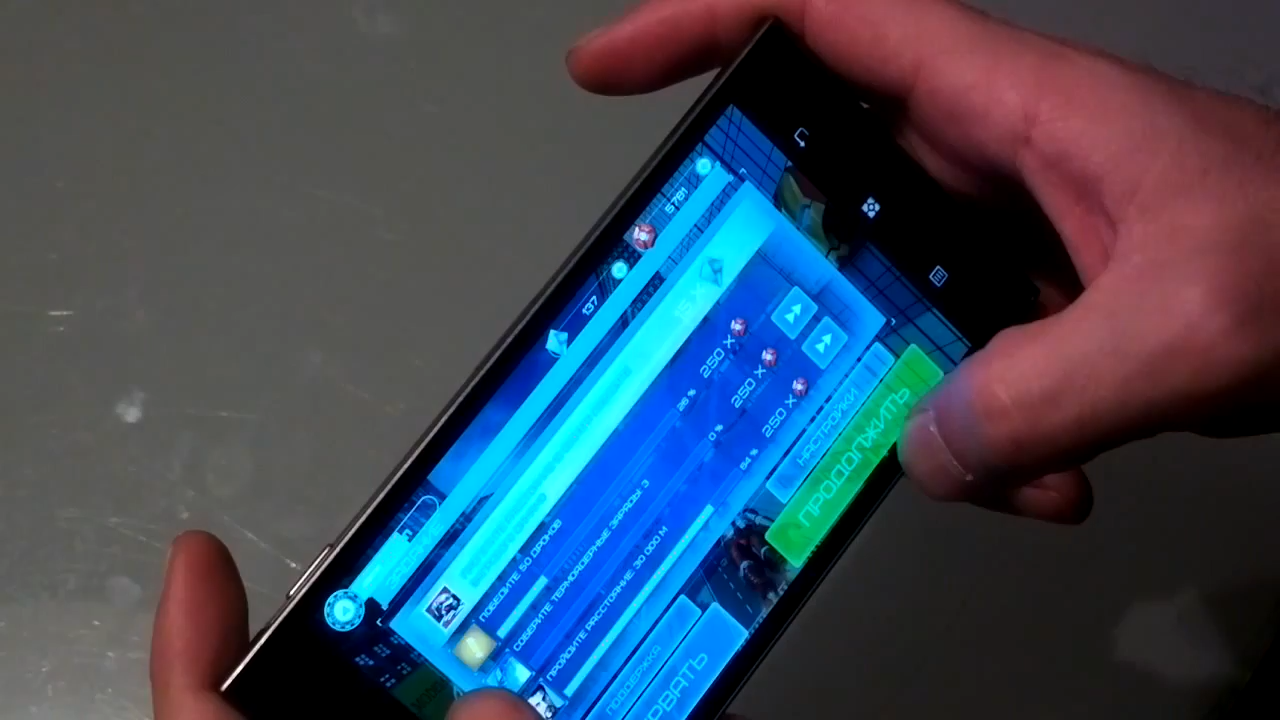 137
5781
15 X
ПОБЕДИТЕ 50 ДРОНОВ
26 %
250 X
СОБЕРИТЕ ТЕРМОЯДЕРНЫЕ ЗАРЯДЫ: 3
0 %
250 X
ПРОЙДИТЕ РАССТОЯНИЕ: 30 000 М
64 %
250 X
ПОДДЕРЖКА
НАСТРОЙКИ
ПРОДОЛЖИТЬ